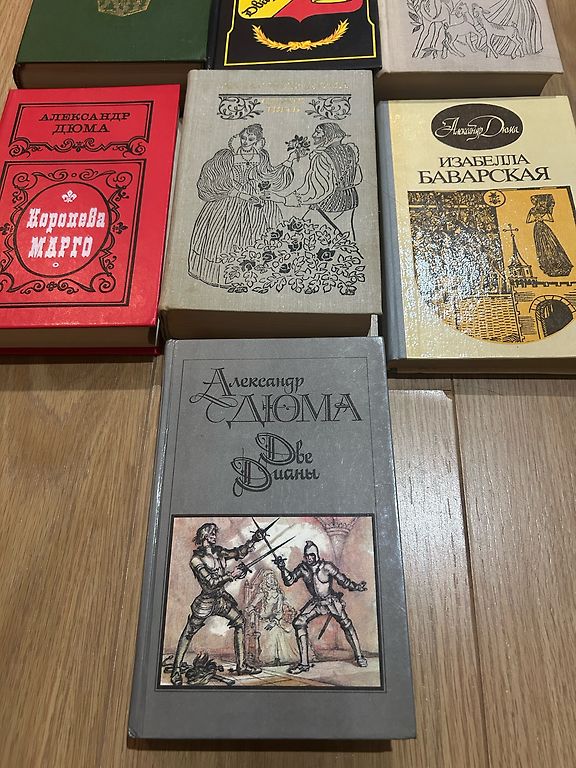 АЛЕКСАНДР
ДЮМА
Королева
МАРГО
Александр Дюма
ИЗАБЕЛЛА
БАВАРСКАЯ
Александр
ДЮМА
Две
Дианы